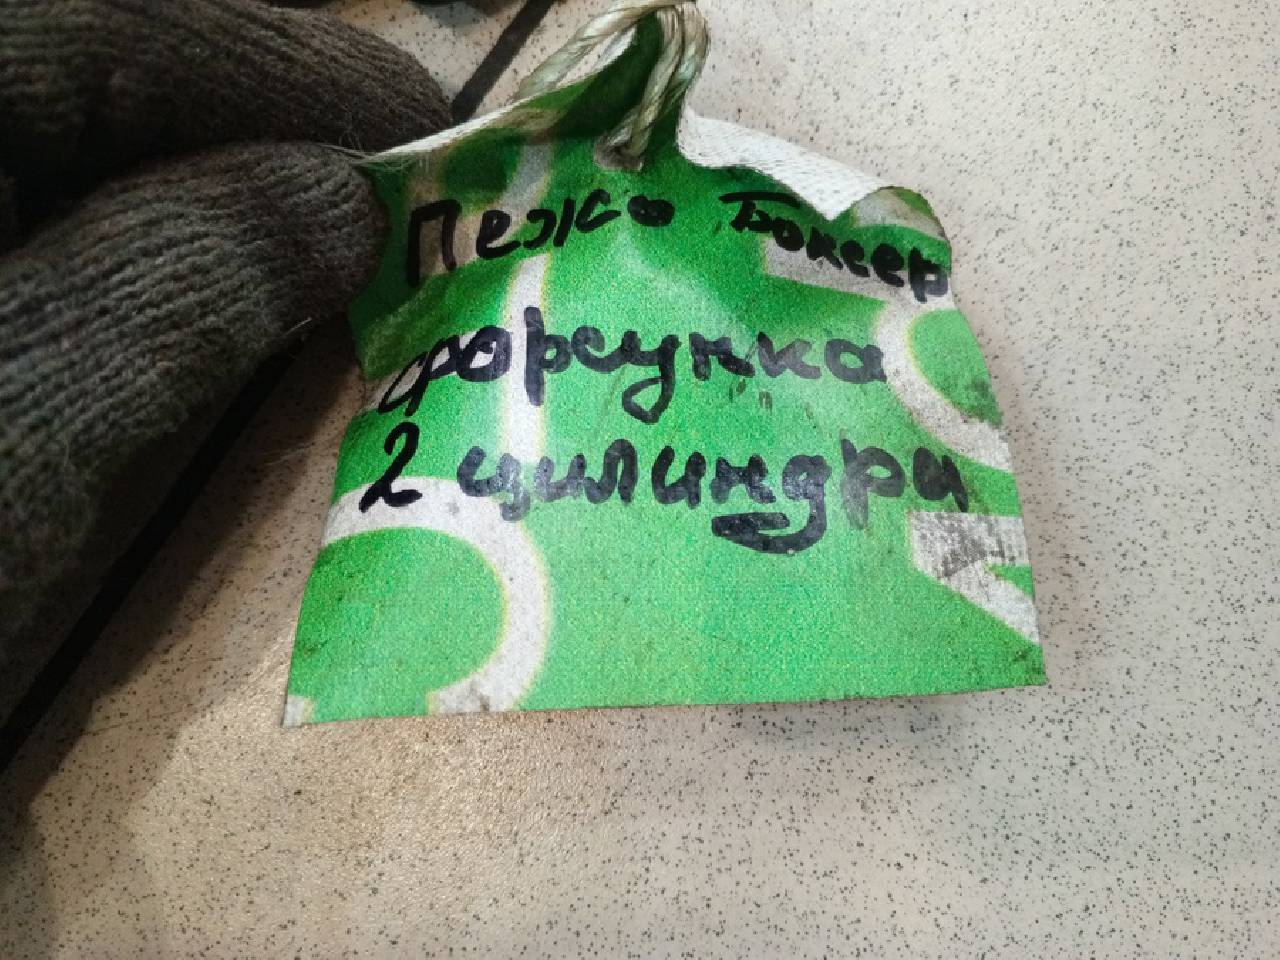 Пежо Боксер
форсунка
2 цилиндри